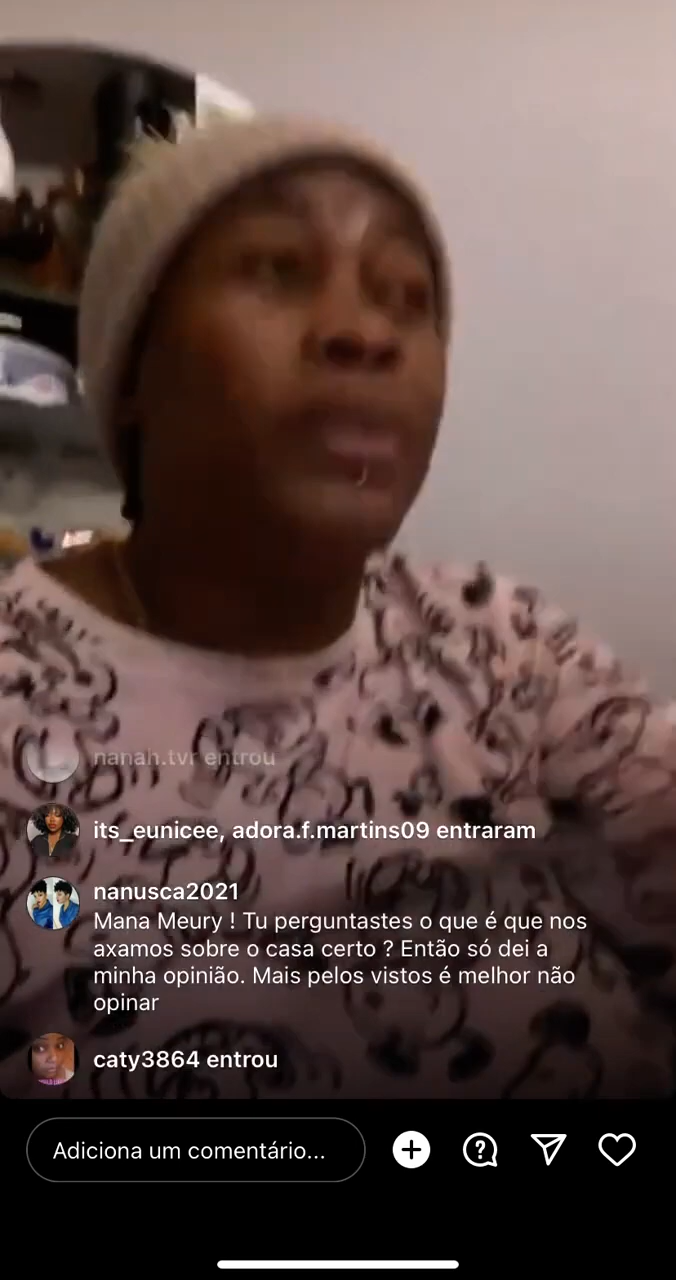 nanah.tvr entrou
its_eunicee, adora.f.martins09 entraram
nanusca2021
Mana Meury ! Tu perguntastes o que é que nos
axamos sobre o casa certo ? Então só dei a
minha opinião. Mais pelos vistos é melhor não
opinar
caty3864 entrou
Adiciona um comentário...